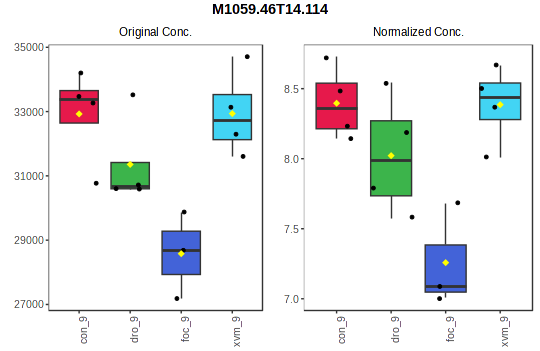 M1059.46T14.114
Original Conc.
Normalized Conc.
35000
33000
31000
29000
27000
8.5
8.0
7.5
7.0
con_9
dro_9
foc_9
xvm_9
con_9
dro_9
foc_9
xvm_9